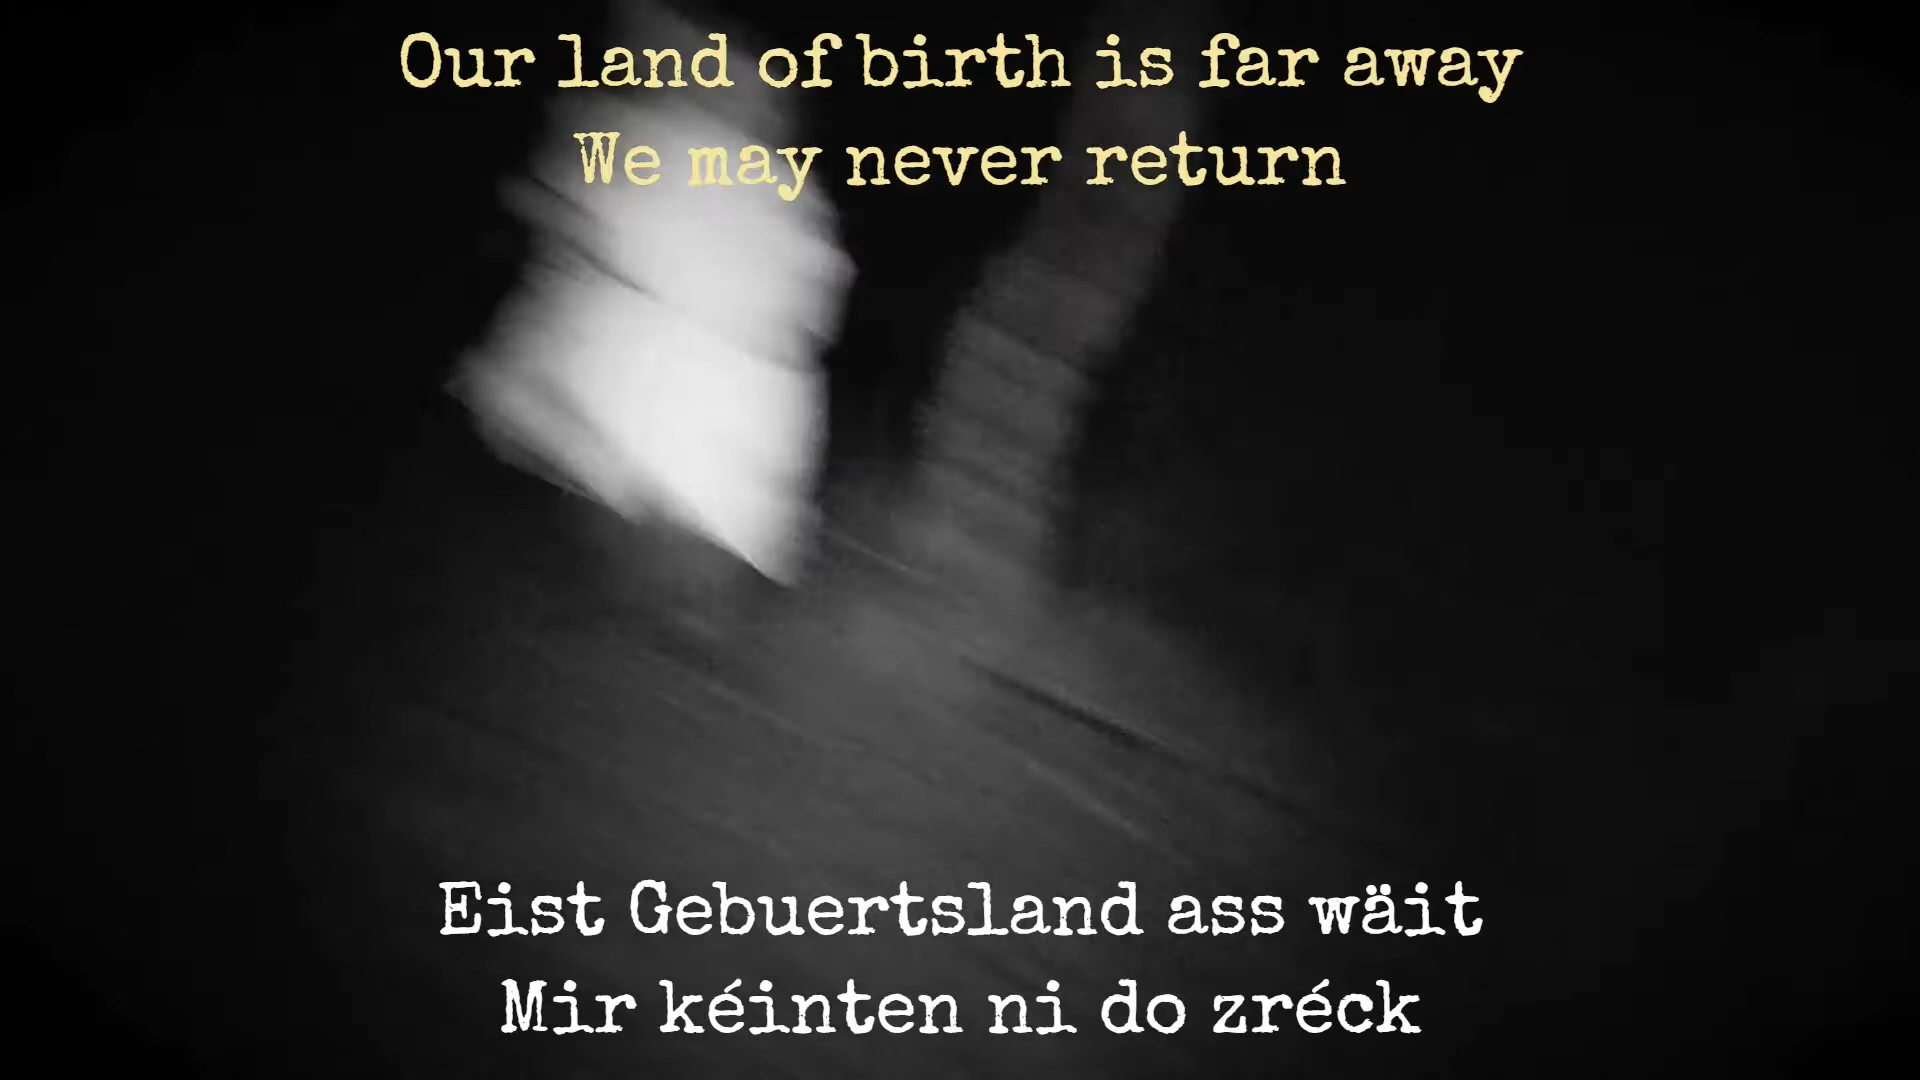 Our land of birth is far away
We may never return
Eist Gebuertsland ass wäit
Mir kéinten ni do zréck